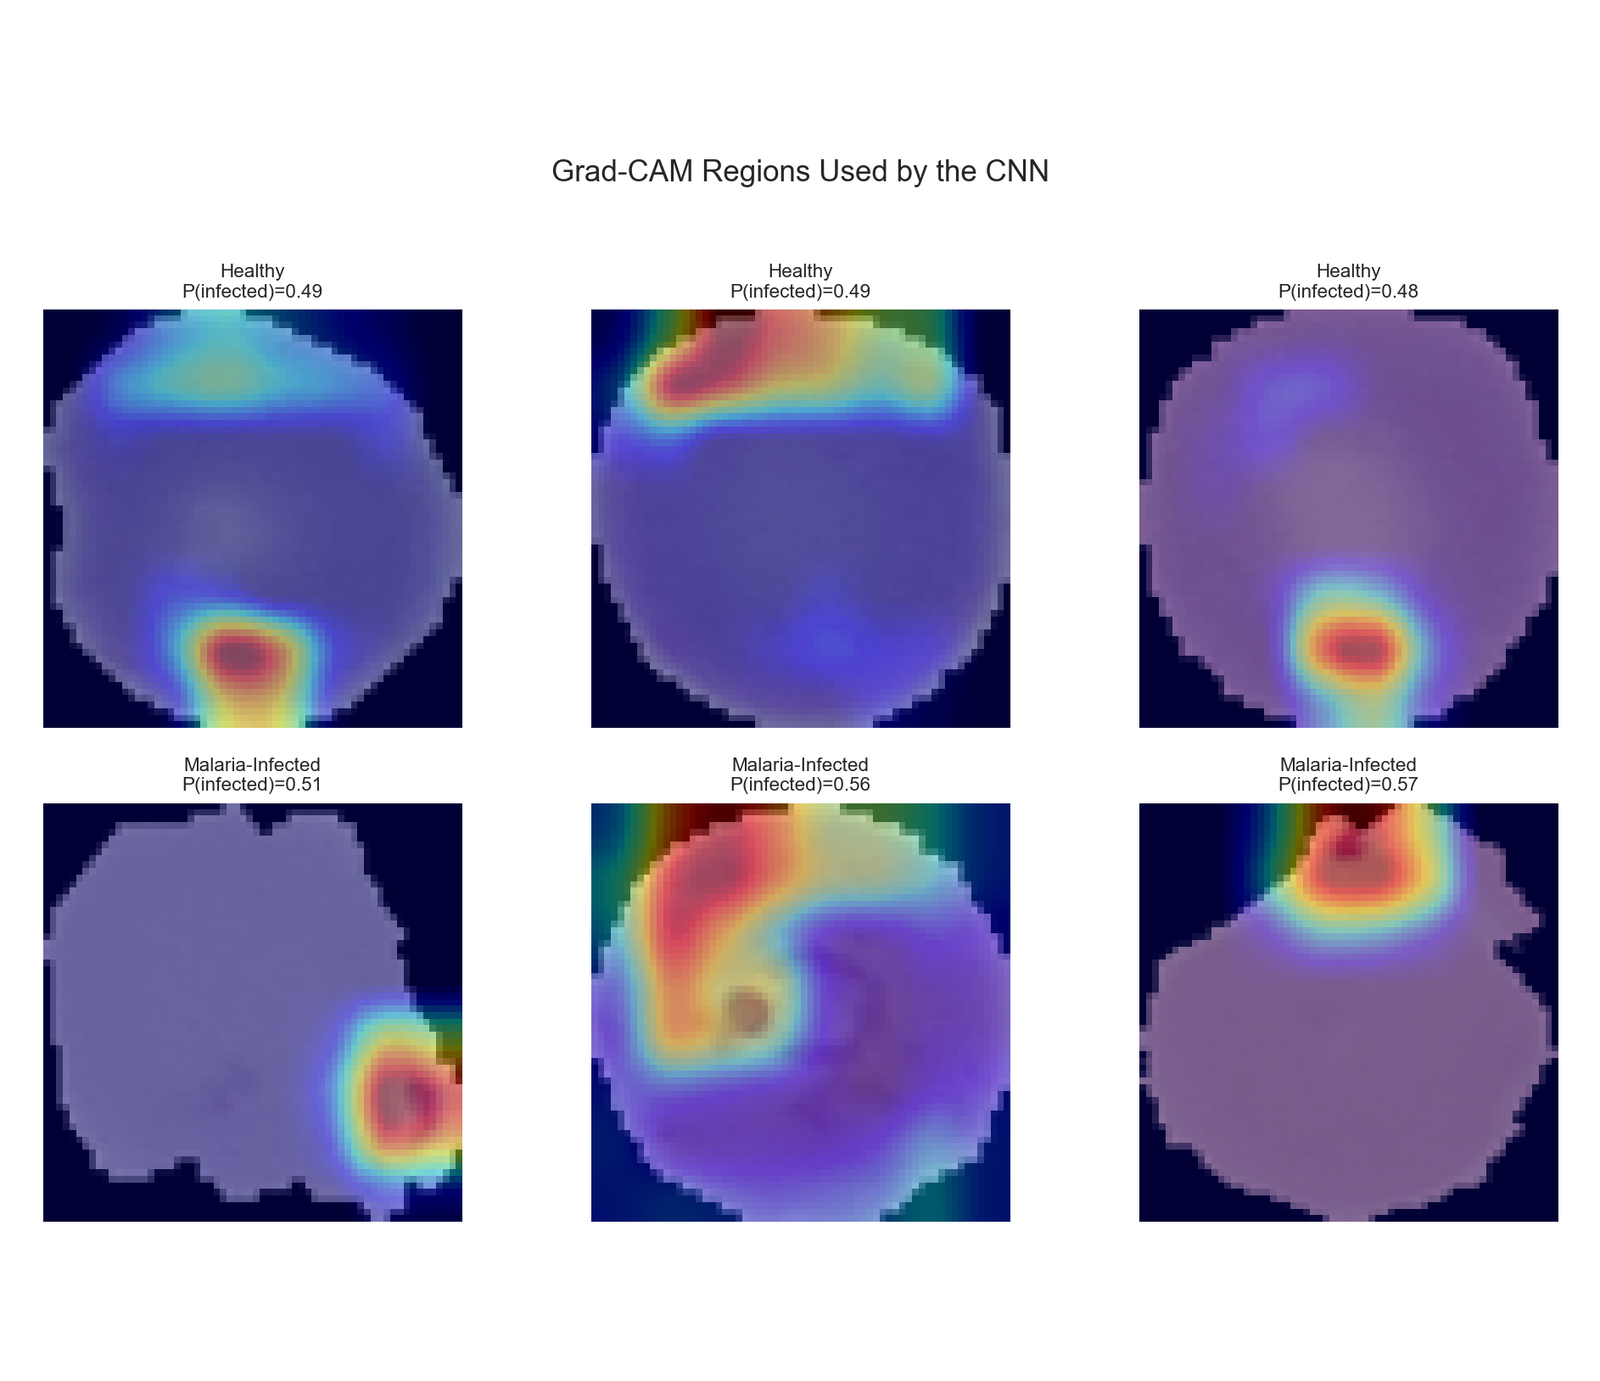 Grad-CAM Regions Used by the CNN
Healthy
P(infected)=0.49
Healthy
P(infected)=0.49
Healthy
P(infected)=0.48
Malaria-Infected
P(infected)=0.51
Malaria-Infected
P(infected)=0.56
Malaria-Infected
P(infected)=0.57